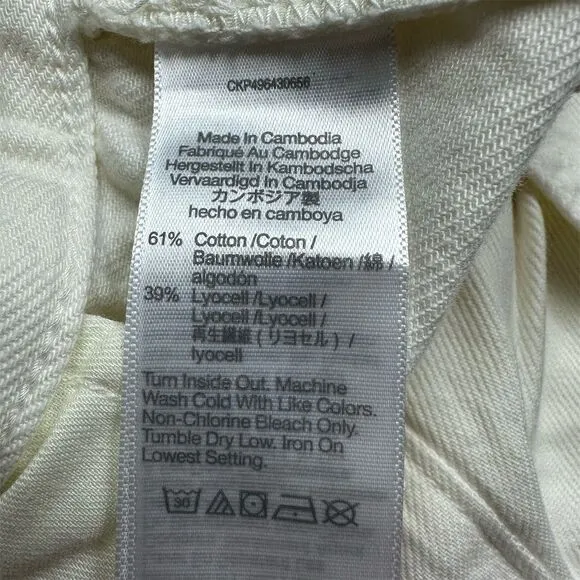 CKP496430656
Made In Cambodia
Fabriqué Au Cambodge
Hergestellt In Kambodscha
Vervaardigd In Cambodja
カンボジア製
hecho en camboya
61% Cotton /Coton /
Baumwolle /Katoen /綿 /
algodón
39% Lyocell /Lyocell /
Lyocell /Lyocell /
再生繊維 ( リヨセル ) /
lyocell
Turn Inside Out. Machine
Wash Cold With Like Colors.
Non-Chlorine Bleach Only.
Tumble Dry Low. Iron On
Lowest Setting.
30